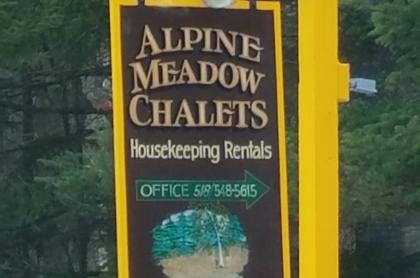 ALPINE
MEADOW
CHALETS
Housekeeping Rentals
OFFICE 518/548-5615